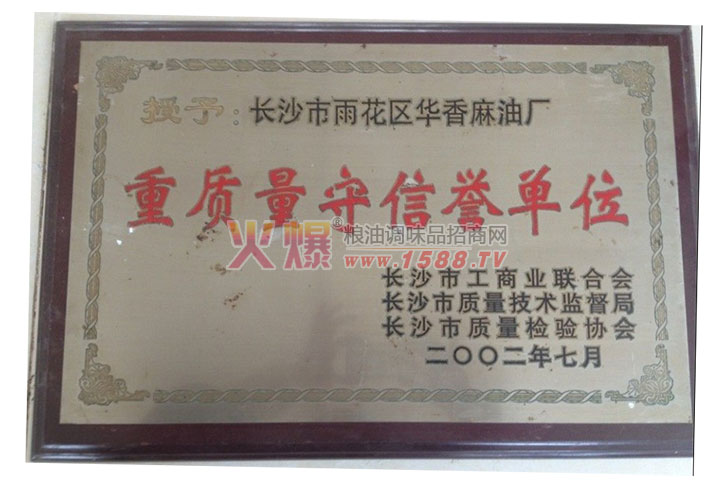 授予：长沙市雨花区华香麻油厂
重质量守信誉单位
火爆®粮油调味品招商网
www.1588.TV
长沙市工商业联合会
长沙市质量技术监督局
长沙市质量检验协会
二〇〇二年七月